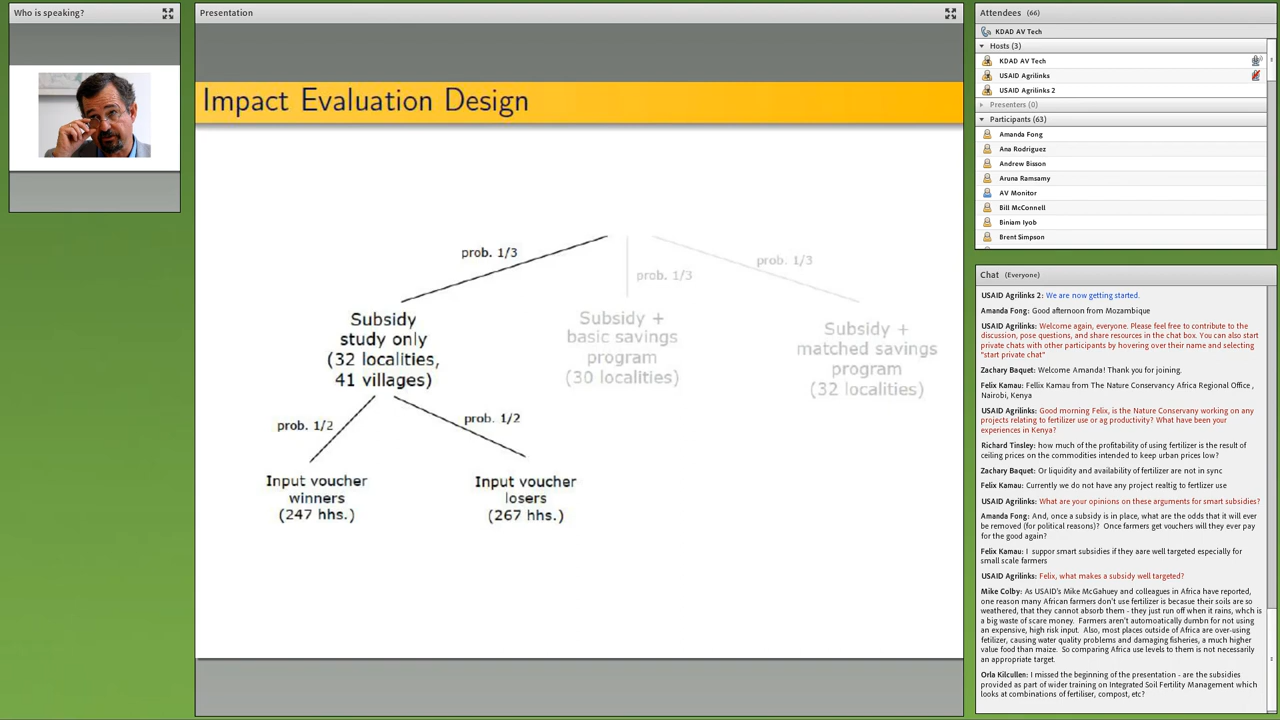 Who is speaking?
Presentation
Impact Evaluation Design
prob. 1/3
prob. 1/3
prob. 1/3
Subsidy
study only
(32 localities,
41 villages)
Subsidy +
basic savings
program
(30 localities)
Subsidy +
matched savings
program
(32 localities)
prob. 1/2
prob. 1/2
Input voucher
winners
(247 hhs.)
Input voucher
losers
(267 hhs.)
Attendees (66)
KDAD AV Tech
Hosts (3)
KDAD AV Tech
USAID Agrilinks
USAID Agrilinks 2
Presenters (0)
Participants (63)
Amanda Fong
Ana Rodriguez
Andrew Bisson
Aruna Ramsamy
AV Monitor
Bill McConnell
Biniam Iyob
Brent Simpson
Chat (Everyone)
USAID Agrilinks 2: We are now getting started.
Amanda Fong: Good afternoon from Mozambique
USAID Agrilinks: Welcome again, everyone. Please feel free to contribute to the
discussion, pose questions, and share resources in the chat box. You can also start
private chats with other participants by hovering over their name and selecting
"start private chat"
Zachary Baquet: Welcome Amanda! Thank you for joining.
Felix Kamau: Fellix Kamau from The Nature Conservancy Africa Regional Office ,
Nairobi, Kenya
USAID Agrilinks: Good morning Felix, is the Nature Conservany working on any
projects relating to fertilizer use or ag productivity? What have been your
experiences in Kenya?
Richard Tinsley: how much of the profitability of using fertilizer is the result of
ceiling prices on the commodities intended to keep urban prices low?
Zachary Baquet: Or liquidity and availability of fertilizer are not in sync
Felix Kamau: Currently we do not have any project realtig to fertlizer use
USAID Agrilinks: What are your opinions on these arguments for smart subsidies?
Amanda Fong: And, once a subsidy is in place, what are the odds that it will ever
be removed (for political reasons)? Once farmers get vouchers will they ever pay
for the good again?
Felix Kamau: I suppor smart subsidies if they aare well targeted especially for
small scale farmers
USAID Agrilinks: Felix, what makes a subsidy well targeted?
Mike Colby: As USAID's Mike McGahuey and colleagues in Africa have reported,
one reason many African farmers don't use fertilizer is becasue their soils are so
weathered, that they cannot absorb them - they just run off when it rains, whch is
a big waste of scare money. Farmers aren't automoatically dumbn for not using
an expensive, high risk input. Also, most places outside of Africa are over-using
fetilizer, causing water quality problems and damaging fisheries, a much higher
value food than maize. So comparing Africa use levels to them is not necessarily
an appropriate target.
Orla Kilcullen: I missed the beginning of the presentation - are the subsidies
provided as part of wider training on Integrated Soil Fertility Management which
looks at combinations of fertiliser, compost, etc?